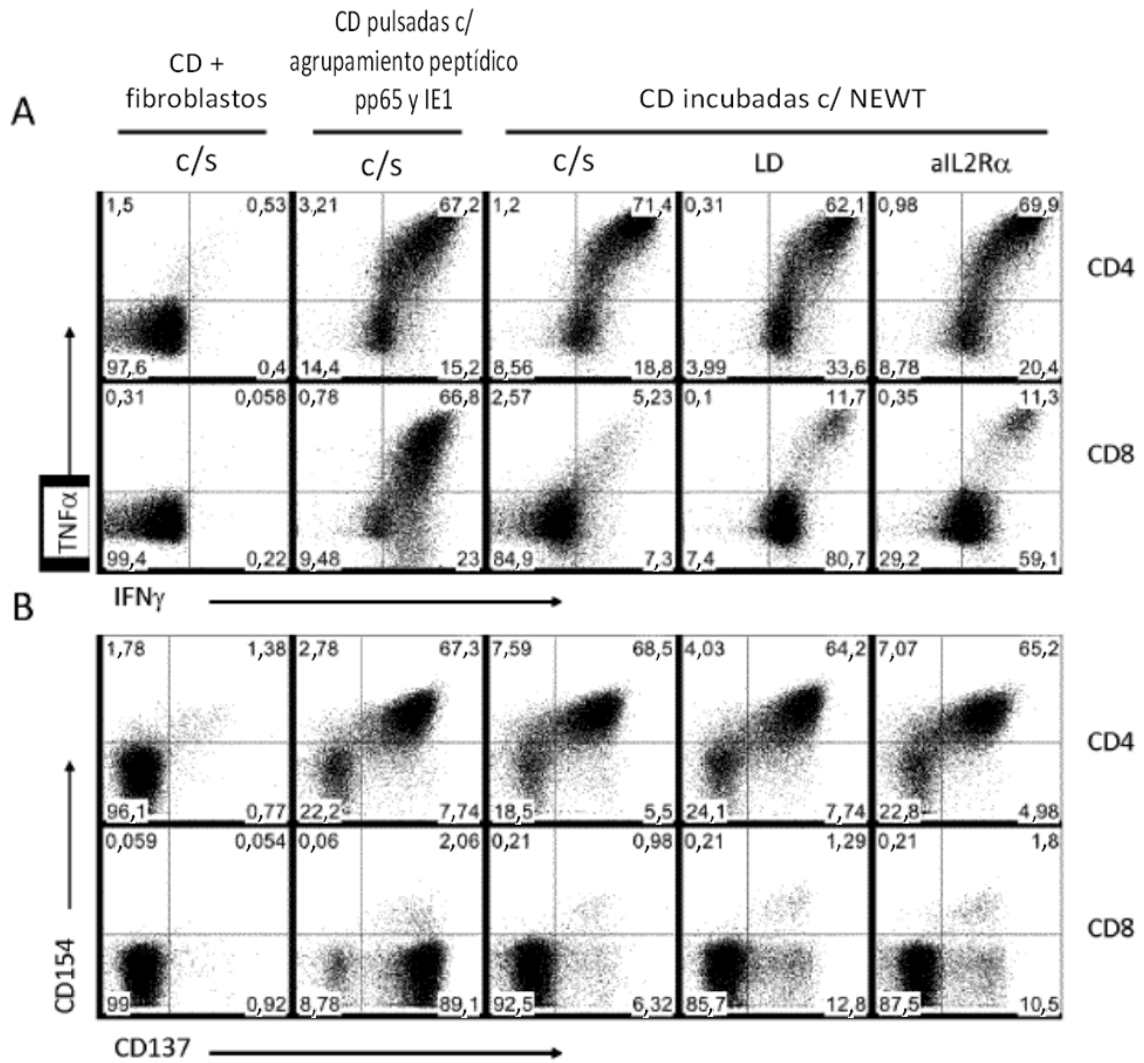 CD +
fibroblastos
CD pulsadas c/
agrupamiento peptídico
pp65 y IE1
CD incubadas c/ NEWT
A
c/s c/s c/s LD aIL2Rα
1,5 0,53 3,21 67,2 1,2 71,4 0,31 62,1 0,98 69,9
CD4
97,6 0,4 14,4 15,2 8,56 18,8 3,99 33,6 8,78 20,4
0,31 0,058 0,78 66,8 2,57 5,23 0,1 11,7 0,35 11,3
CD8
TNFα
99,4 0,22 9,48 23 84,9 7,3 7,4 80,7 29,2 59,1
IFNγ
B
1,78 1,38 2,78 67,3 7,59 68,5 4,03 64,2 7,07 65,2
CD4
96,1 0,77 22,2 7,74 18,5 5,5 24,1 7,74 22,8 4,98
0,059 0,054 0,06 2,06 0,21 0,98 0,21 1,29 0,21 1,8
CD8
CD154
99 0,92 8,78 89,1 92,5 6,32 85,7 12,8 87,5 10,5
CD137